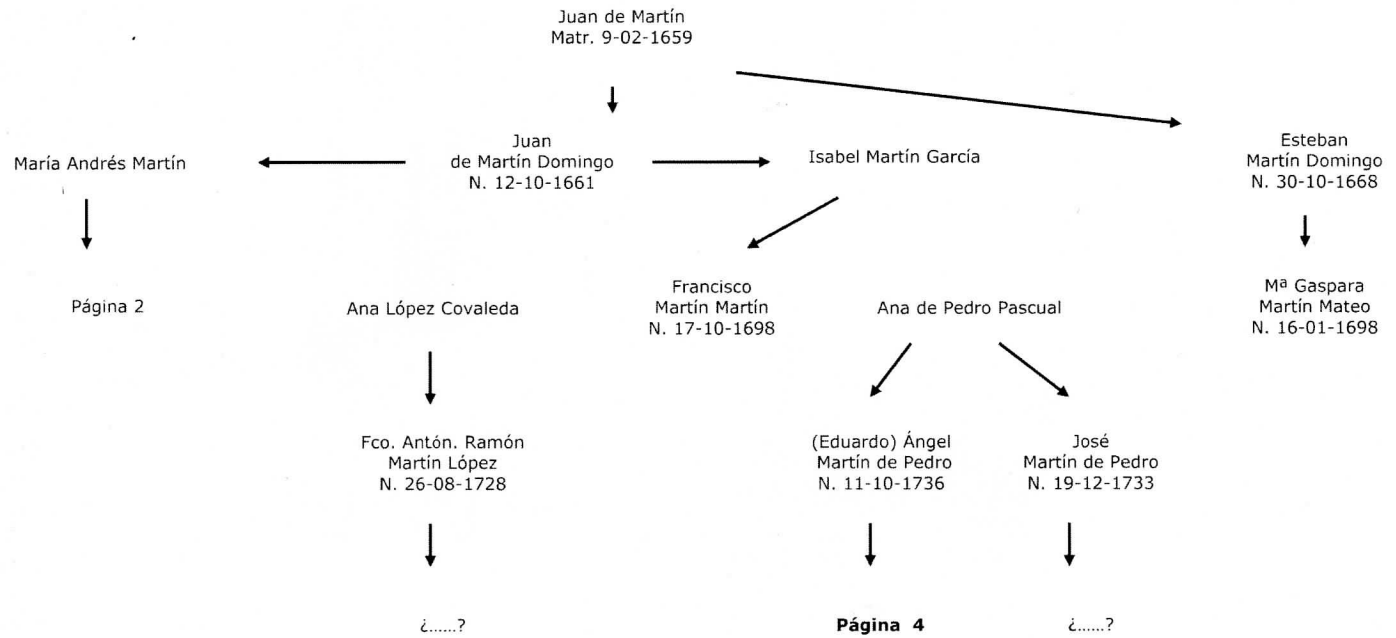 Juan de Martín
Matr. 9-02-1659
María Andrés Martín
Juan
de Martín Domingo
N. 12-10-1661
Isabel Martín García
Esteban
Martín Domingo
N. 30-10-1668
Página 2
Ana López Covaleda
Francisco
Martín Martín
N. 17-10-1698
Ana de Pedro Pascual
Mª Gaspara
Martín Mateo
N. 16-01-1698
Fco. Antón. Ramón
Martín López
N. 26-08-1728
(Eduardo) Ángel
Martín de Pedro
N. 11-10-1736
José
Martín de Pedro
N. 19-12-1733
¿......?
Página 4
¿......?